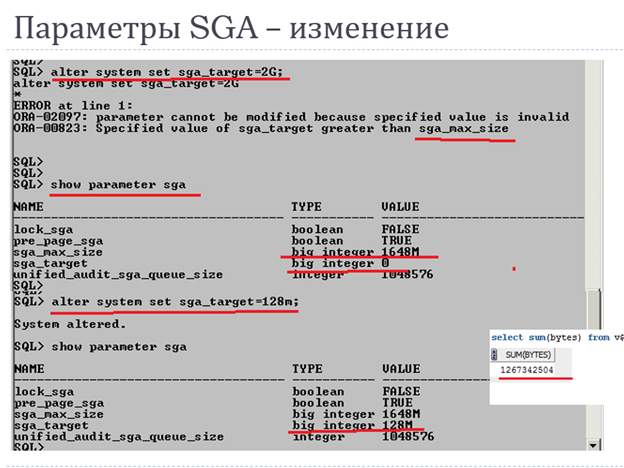 Параметры SGA – изменение
SQL>
SQL> alter system set sga_target=2G;
alter system set sga_target=2G
*
ERROR at line 1:
ORA-02097: parameter cannot be modified because specified value is invalid
ORA-00823: Specified value of sga_target greater than sga_max_size
SQL>
SQL>
SQL> show parameter sga
NAME TYPE VALUE
------------------------------------ ----------- ------------------------------
lock_sga boolean FALSE
pre_page_sga boolean TRUE
sga_max_size big integer 1648M
sga_target big integer 0
unified_audit_sga_queue_size integer 1048576
SQL>
SQL> alter system set sga_target=128m;
System altered.
SQL> show parameter sga
NAME TYPE VALUE
------------------------------------ ----------- ------------------------------
lock_sga boolean FALSE
pre_page_sga boolean TRUE
sga_max_size big integer 1648M
sga_target big integer 128M
unified_audit_sga_queue_size integer 1048576
SQL>
select sum(bytes) from v$
SUM(BYTES)
1267342504